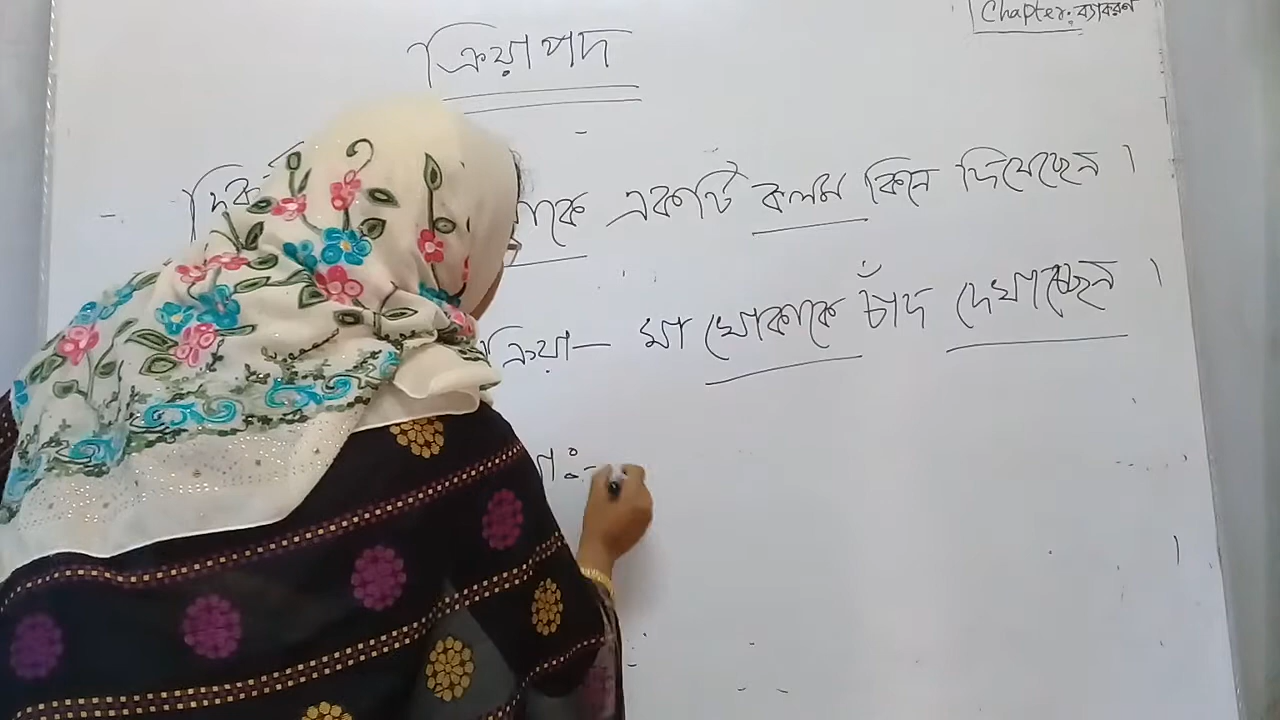 Chapter: ব্যাকরণ
ক্রিয়াপদ
একটি কলম কিনে দিয়েছেন।
ক্রিয়া— মা খোকাকে চাঁদ দেখাচ্ছেন।